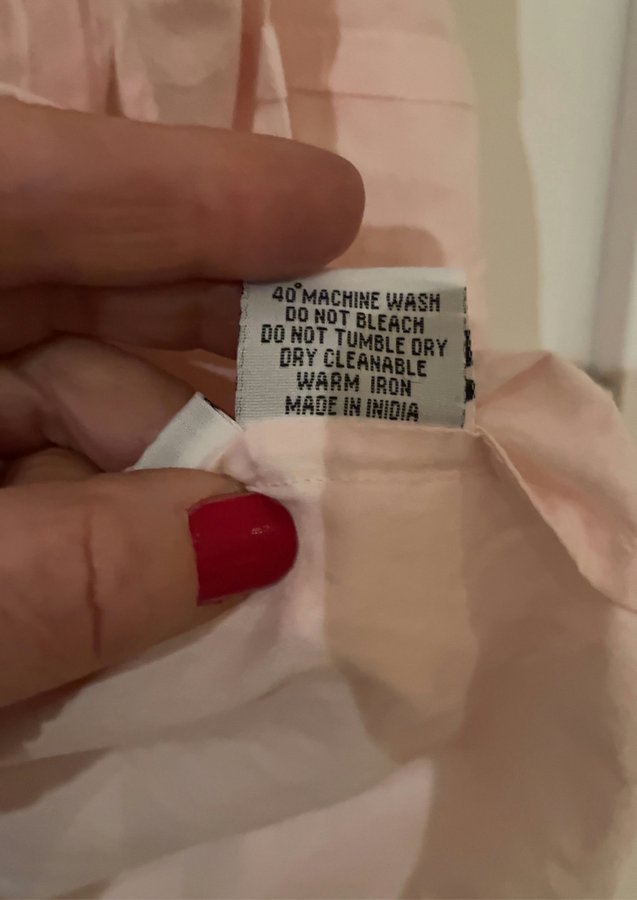 40° MACHINE WASH
DO NOT BLEACH
DO NOT TUMBLE DRY
DRY CLEANABLE
WARM IRON
MADE IN INIDIA